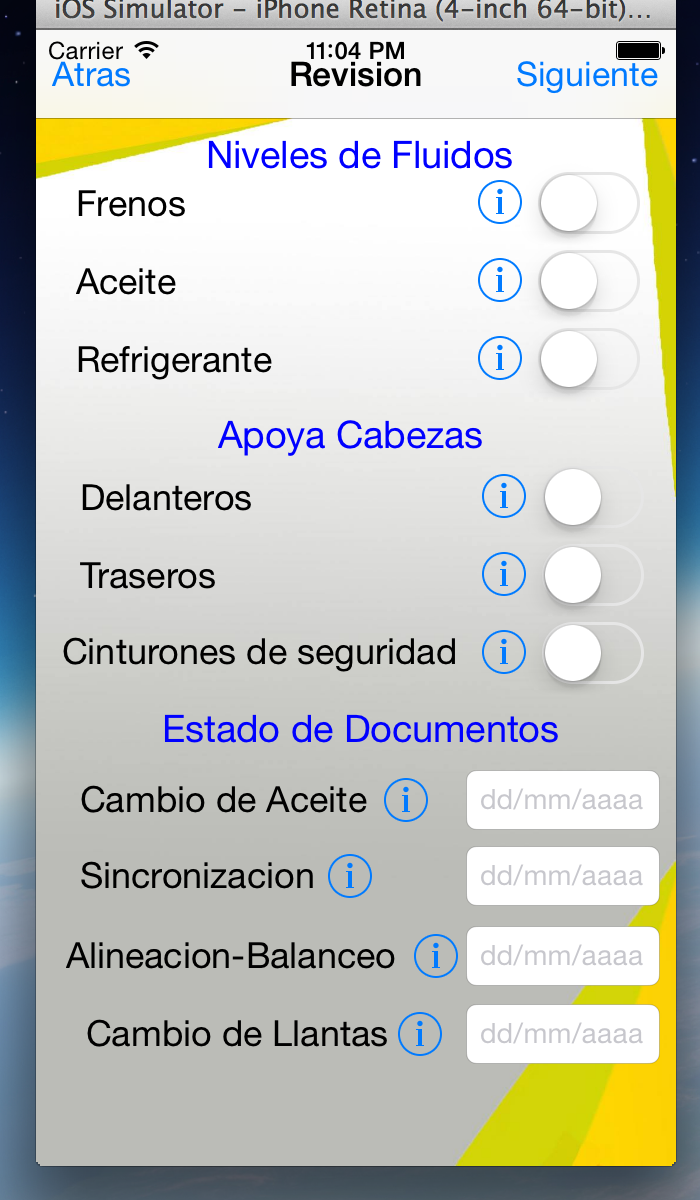 iOS Simulator - iPhone Retina (4-inch 64-bit)...
Carrier 11:04 PM
Atras Revision Siguiente
Niveles de Fluidos
Frenos i
Aceite i
Refrigerante i
Apoya Cabezas
Delanteros i
Traseros i
Cinturones de seguridad i
Estado de Documentos
Cambio de Aceite i dd/mm/aaaa
Sincronizacion i dd/mm/aaaa
Alineacion-Balanceo i dd/mm/aaaa
Cambio de Llantas i dd/mm/aaaa